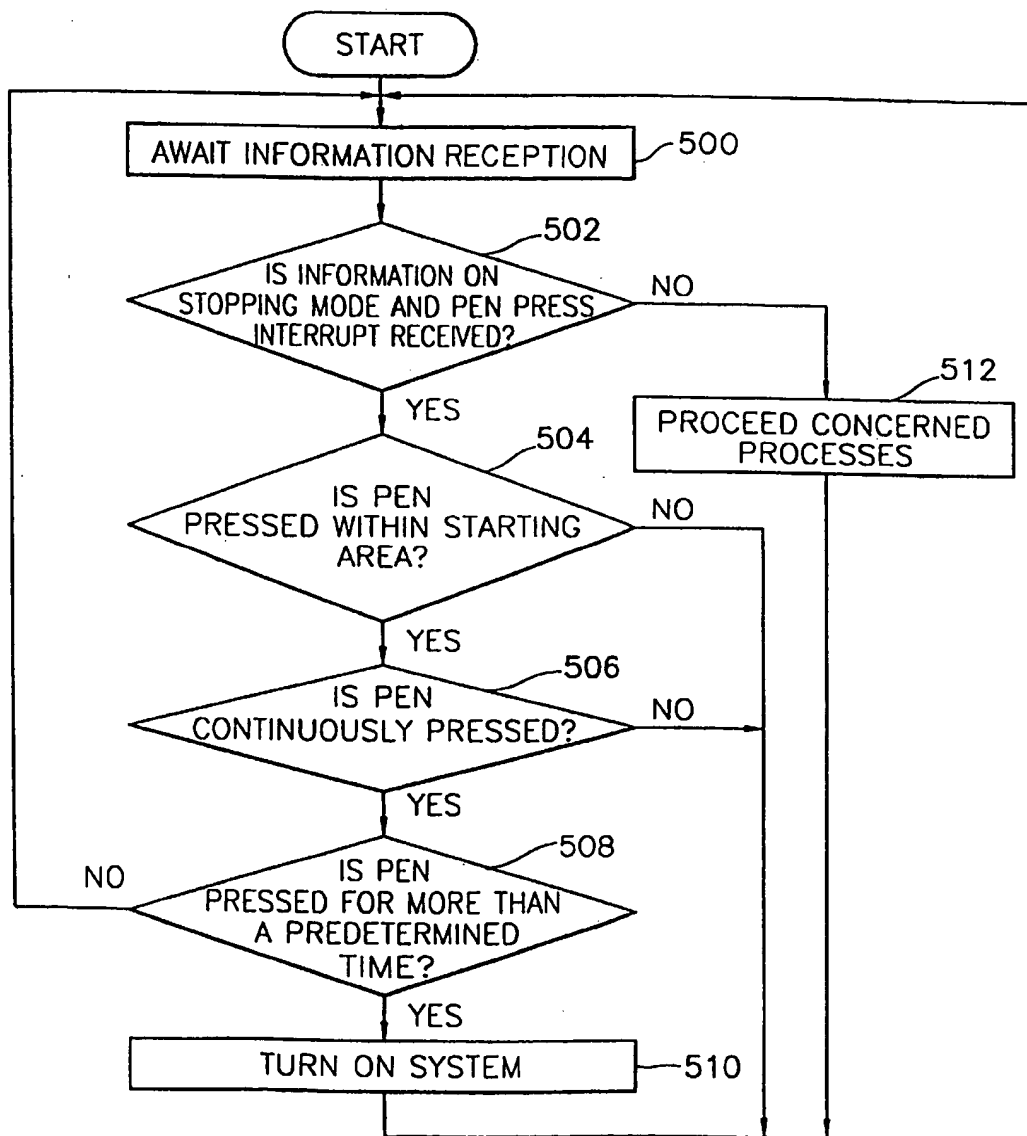 START
AWAIT INFORMATION RECEPTION
500
502
IS INFORMATION ON
STOPPING MODE AND PEN PRESS
INTERRUPT RECEIVED?
NO
YES
512
PROCEED CONCERNED
PROCESSES
504
IS PEN
PRESSED WITHIN STARTING
AREA?
NO
YES
506
IS PEN
CONTINUOUSLY PRESSED?
NO
YES
508
IS PEN
PRESSED FOR MORE THAN
A PREDETERMINED
TIME?
NO
YES
TURN ON SYSTEM
510